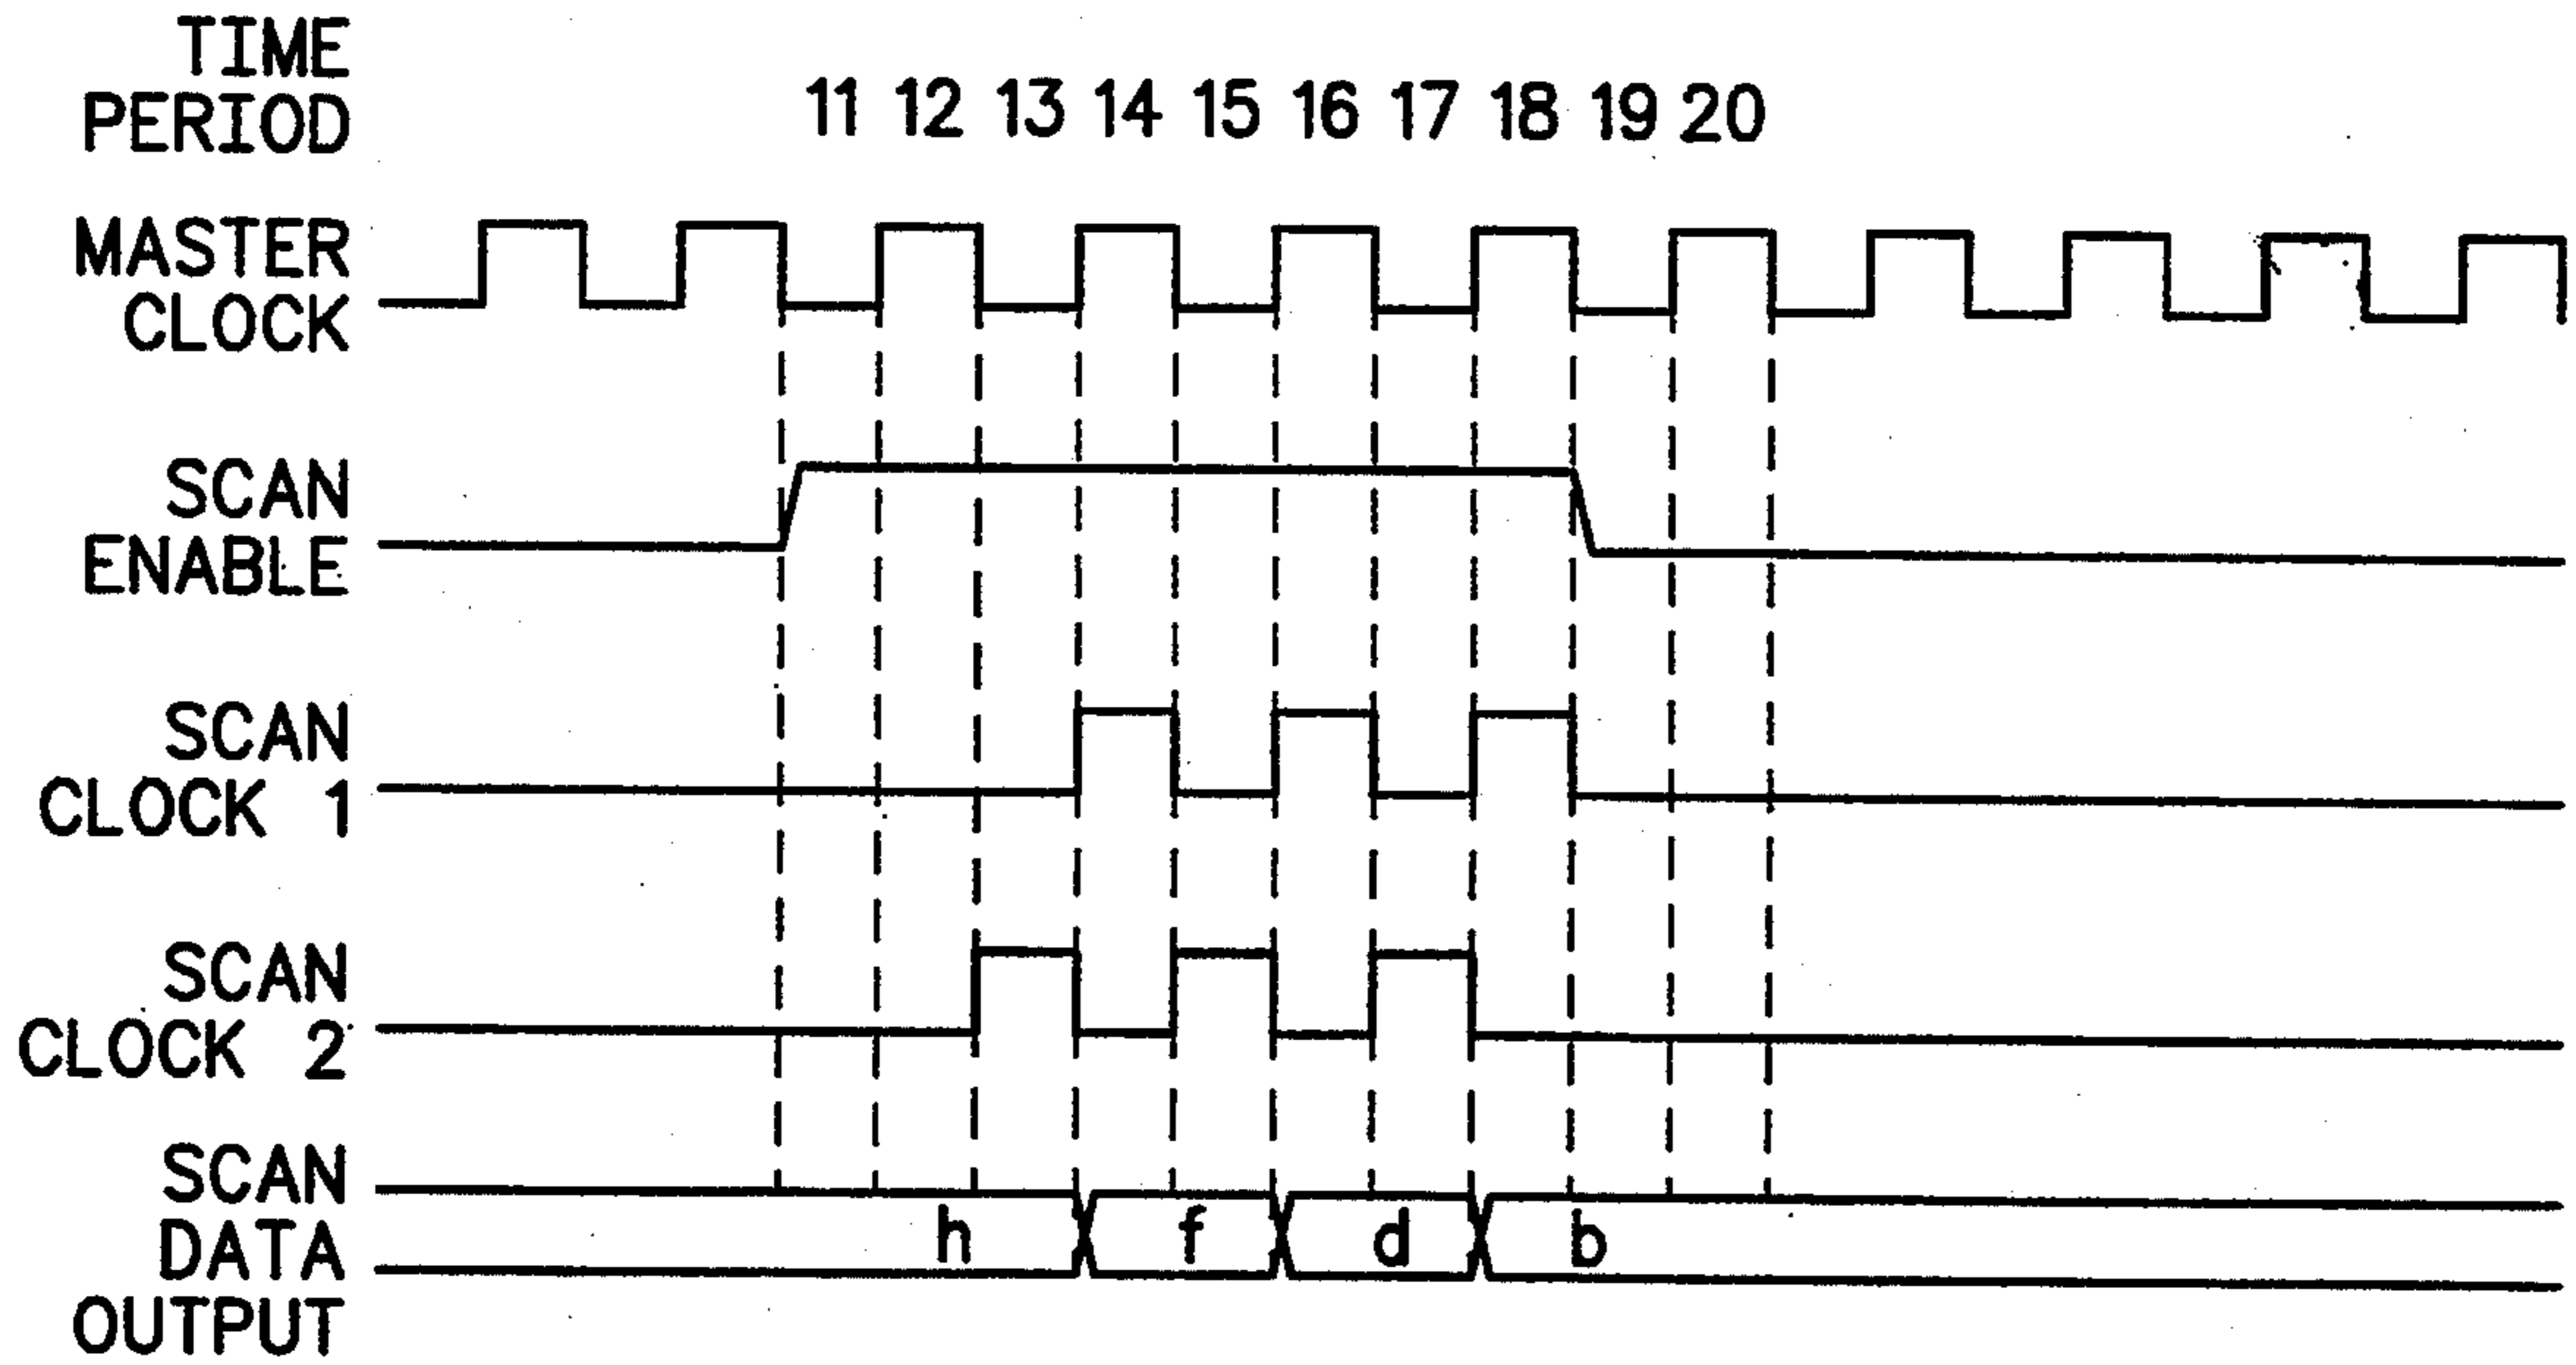 TIME
PERIOD
11 12 13 14 15 16 17 18 19 20
MASTER
CLOCK
SCAN
ENABLE
SCAN
CLOCK 1
SCAN
CLOCK 2
SCAN
DATA
OUTPUT
h f d b